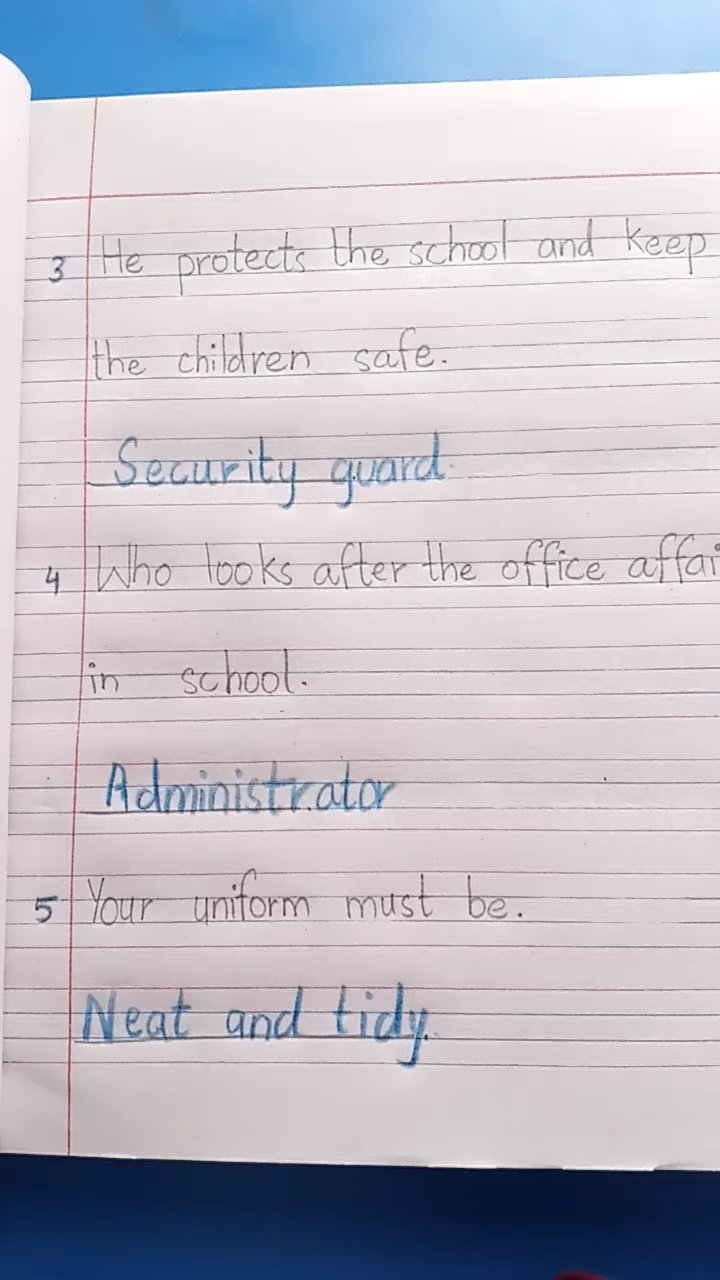 3 He protects the school and keep
the children safe.
Security guard.
4 Who looks after the office affai
in school.
Administrator
5 Your uniform must be.
Neat and tidy.